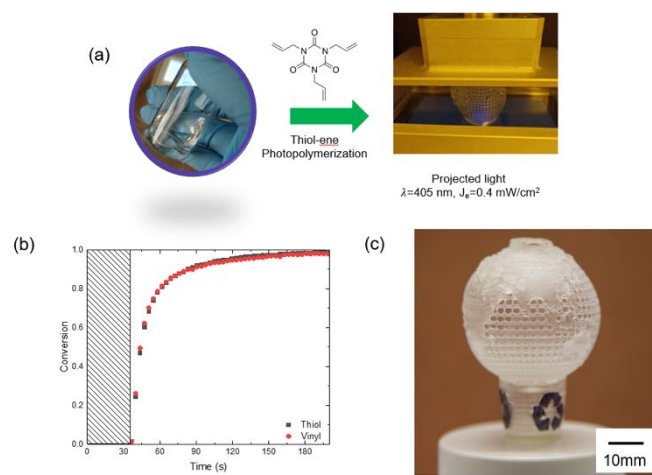 (a)
O
N
N
O
N
O
Thiol-ene
Photopolymerization
Projected light
λ=405 nm, Jₑ=0.4 mW/cm²
(b)
(c)
1.0
0.8
0.6
0.4
0.2
0.0
Conversion
Thiol
Vinyl
0 30 60 90 120 150 180
Time (s)
10mm